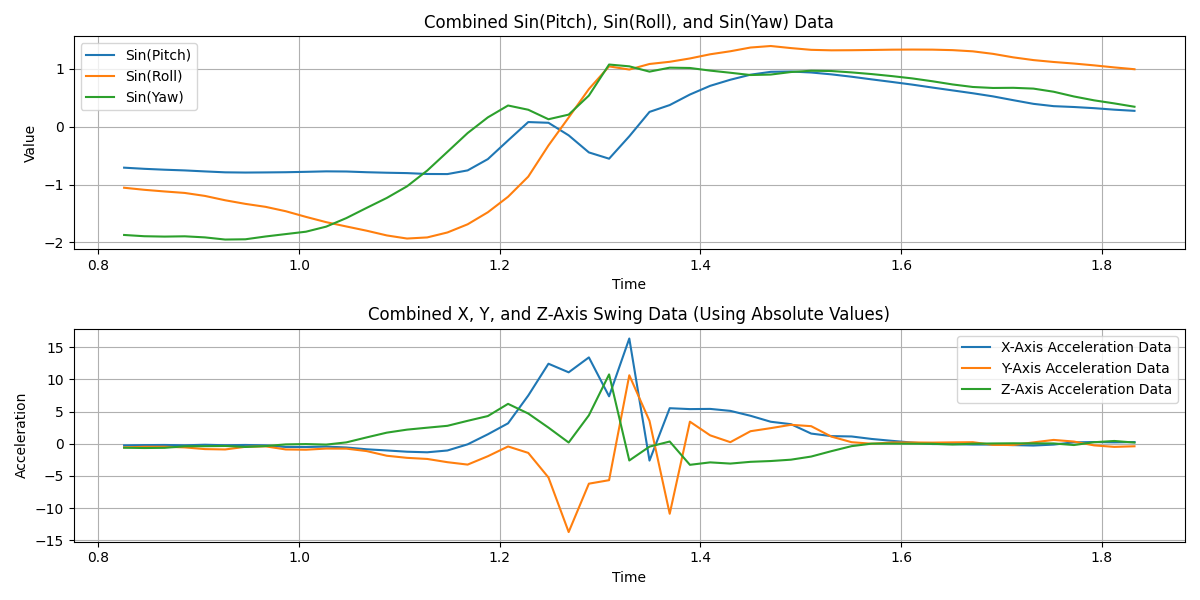 Combined Sin(Pitch), Sin(Roll), and Sin(Yaw) Data
Sin(Pitch)
Sin(Roll)
Sin(Yaw)
Value
1
0
−1
−2
0.8 1.0 1.2 1.4 1.6 1.8
Time
Combined X, Y, and Z-Axis Swing Data (Using Absolute Values)
X-Axis Acceleration Data
Y-Axis Acceleration Data
Z-Axis Acceleration Data
Acceleration
15
10
5
0
−5
−10
−15
0.8 1.0 1.2 1.4 1.6 1.8
Time